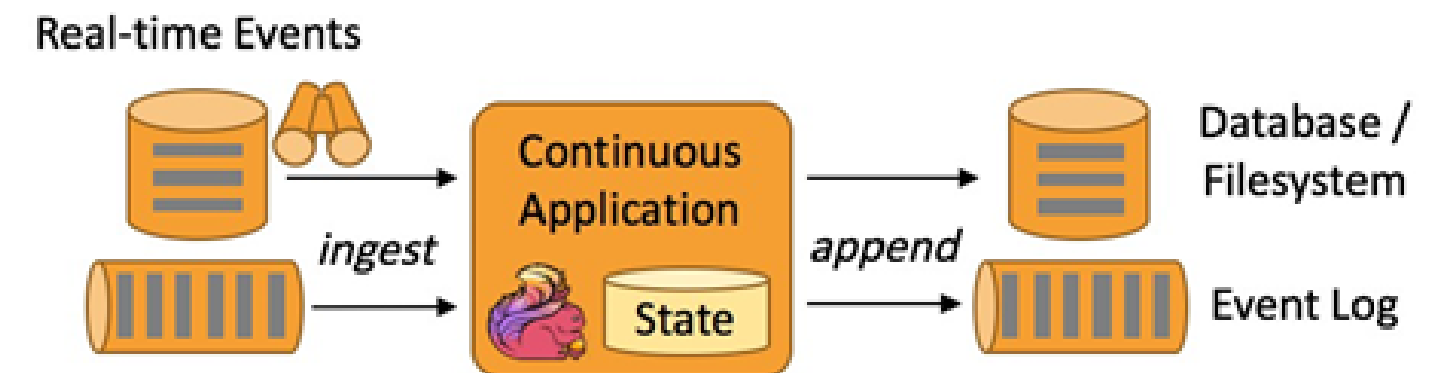 Real-time Events
Continuous
Application
Database /
Filesystem
ingest
append
State
Event Log